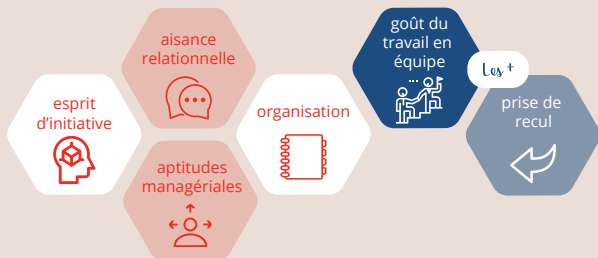 esprit
d'initiative
aisance
relationnelle
aptitudes
managériales
organisation
goût du
travail en
équipe
Les +
prise de
recul